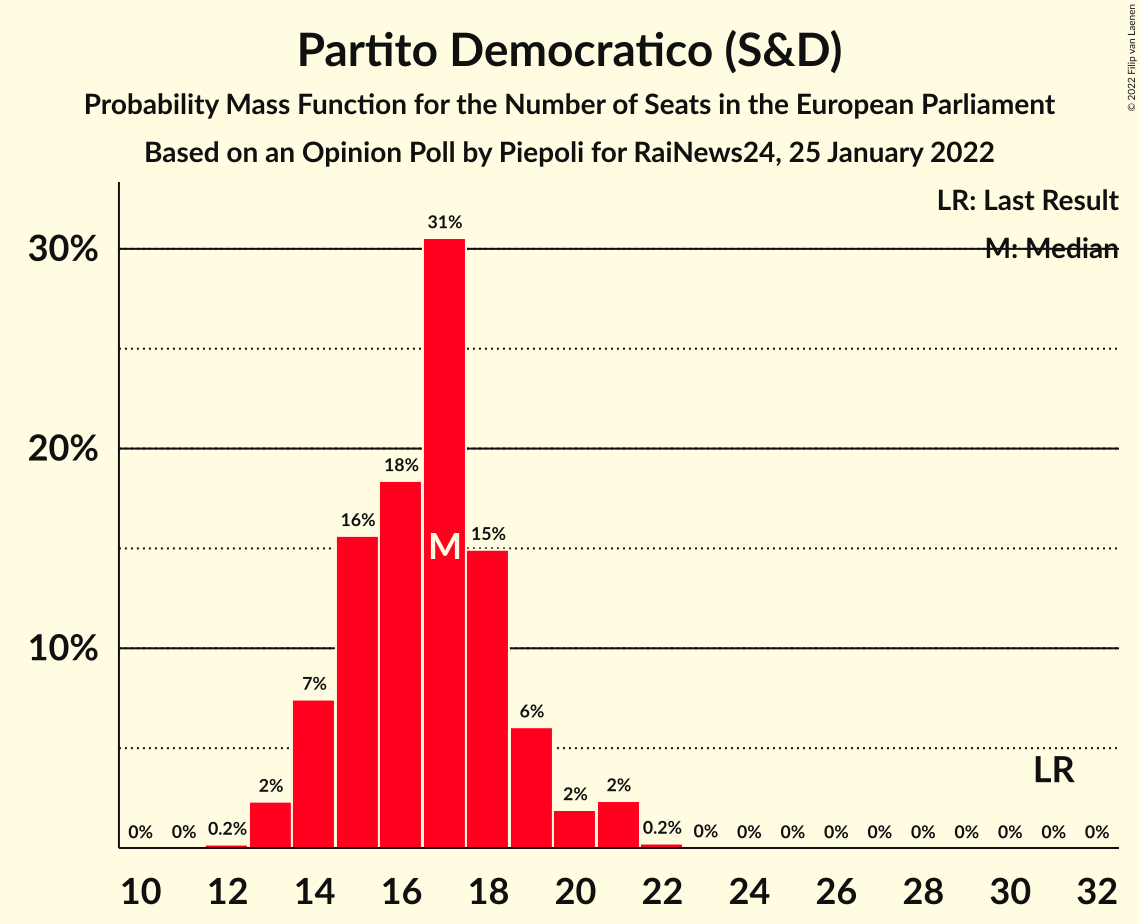 Partito Democratico (S&D)
Probability Mass Function for the Number of Seats in the European Parliament
Based on an Opinion Poll by Piepoli for RaiNews24, 25 January 2022
© 2022 Filip van Laenen
LR: Last Result
M: Median
30%
20%
10%
0% 0% 0.2% 2% 7% 16% 18% 31% 15% 6% 2% 2% 0.2% 0% 0% 0% 0% 0% 0% 0% 0% 0% 0%
M
LR
10 12 14 16 18 20 22 24 26 28 30 32